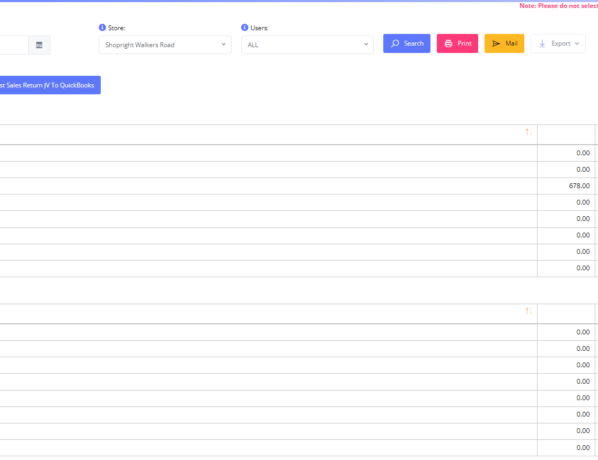 Note: Please do not select
Store:
Users:
Shopright Walkers Road
ALL
Search
Print
Mail
Export
st Sales Return JV To QuickBooks
0.00
0.00
678.00
0.00
0.00
0.00
0.00
0.00
0.00
0.00
0.00
0.00
0.00
0.00
0.00
0.00